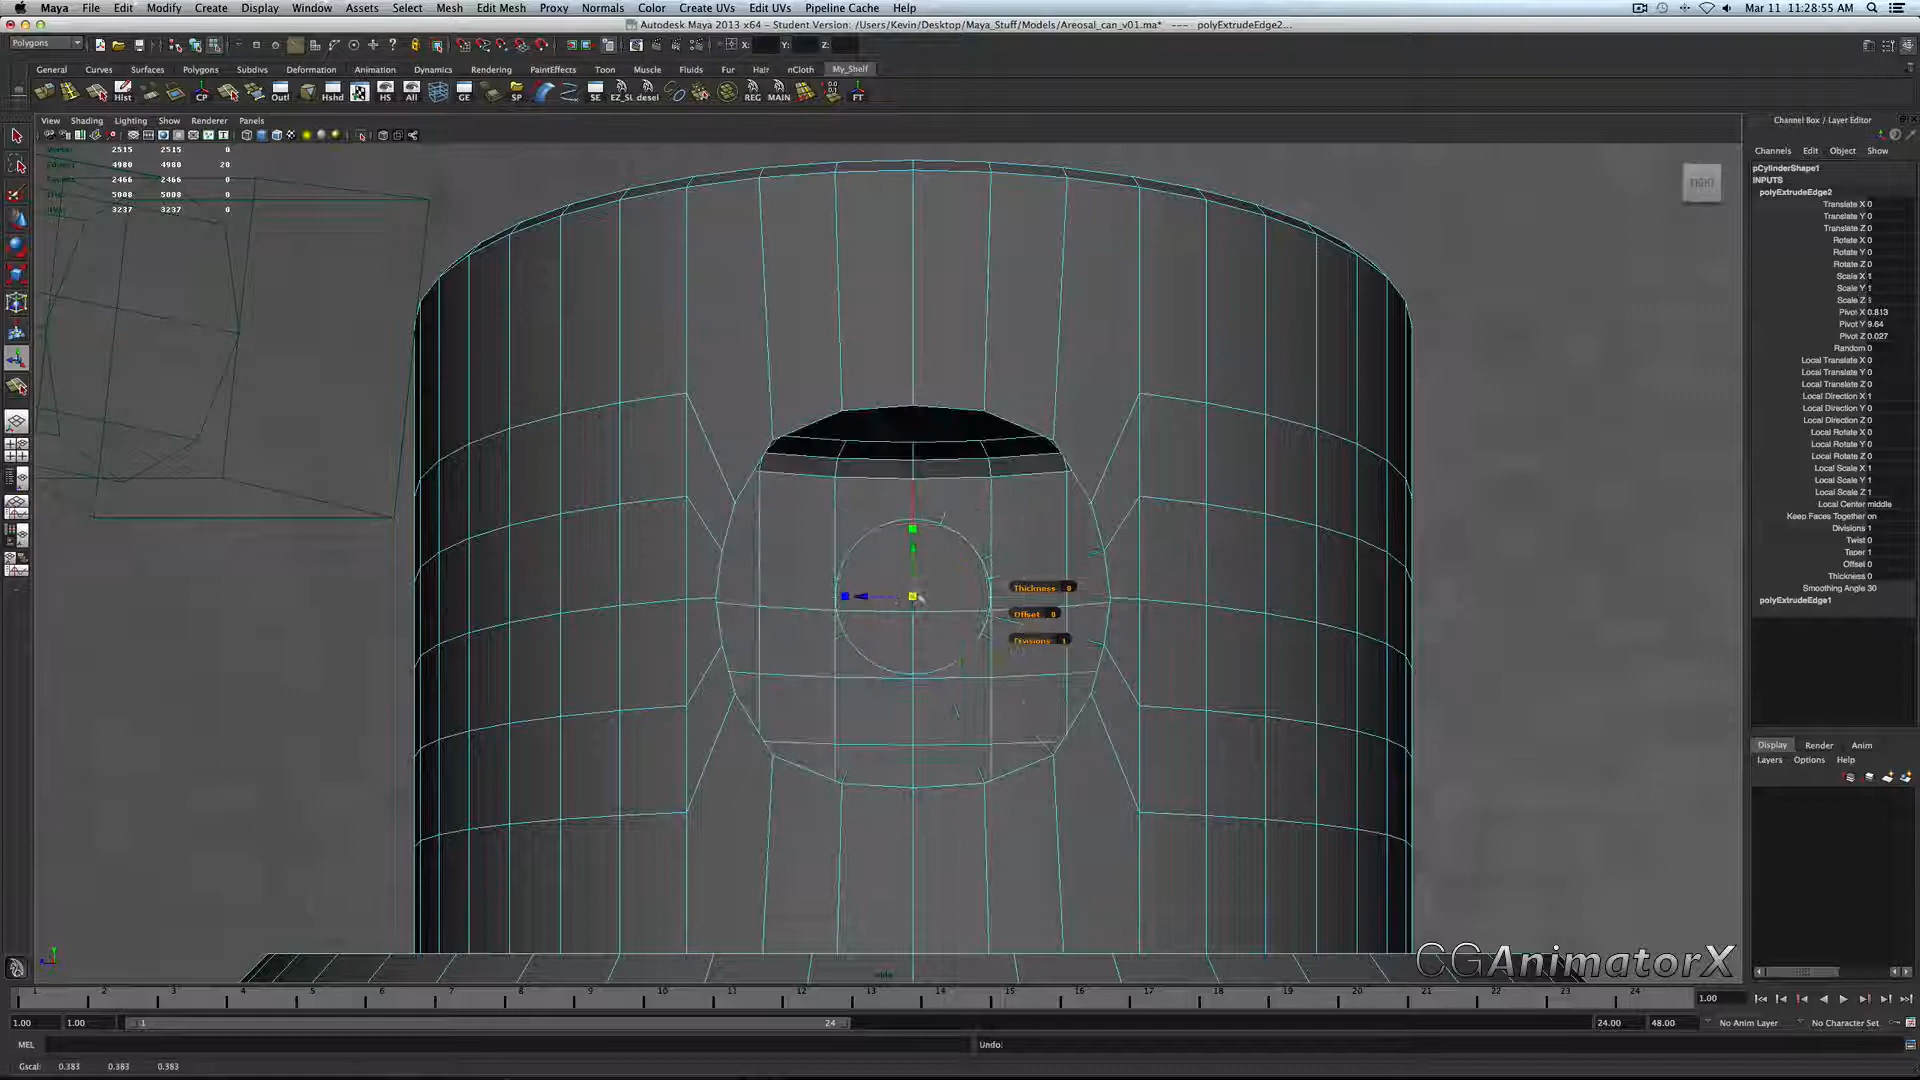 Maya File Edit Modify Create Display Window Assets Select Mesh Edit Mesh Proxy Normals Color Create UVs Edit UVs Pipeline Cache Help
Mar 11 11:28:55 AM
Autodesk Maya 2013 x64 - Student Version: /Users/Kevin/Desktop/Maya_Stuff/Models/Areosal_can_v01.ma* --- polyExtrudeEdge2...
Polygons X: Y: Z:
General Curves Surfaces Polygons Subdivs Deformation Animation Dynamics Rendering PaintEffects Toon Muscle Fluids Fur Hair nCloth My_Shelf
Hist CP Outl Hshd HS All GE SP SE desel REG MAIN FT
View Shading Lighting Show Renderer Panels
Channel Box / Layer Editor
Channels Edit Object Show
Verts: 2515 2515 0
Edges: 4980 4980 20
Faces: 2466 2466 0
5008 5008 0
3237 3237 0
pCylinderShape1
INPUTS
polyExtrudeEdge2
Translate X 0
Translate Y 0
Translate Z 0
Rotate X 0
Rotate Y 0
Rotate Z 0
Scale X 1
Scale Y 1
Scale Z 1
Pivot X 0.813
Pivot Y 9.64
Pivot Z 0.027
Random 0
Local Translate X 0
Local Translate Y 0
Local Translate Z 0
Local Direction X 1
Local Direction Y 0
Local Direction Z 0
Local Rotate X 0
Local Rotate Y 0
Local Rotate Z 0
Local Scale X 1
Local Scale Y 1
Local Scale Z 1
Local Center middle
Keep Faces Together on
Divisions 1
Twist 0
Taper 1
Offset 0
Thickness 0
Smoothing Angle 30
polyExtrudeEdge1
Thickness 0
Offset 0
Divisions 1
Display Render Anim
Layers Options Help
CGAnimatorX
1 2 3 4 5 6 7 8 9 10 11 12 13 14 15 16 17 18 19 20 21 22 23 24
1.00
1.00 1.00 1 24 24.00 48.00 No Anim Layer No Character Set
MEL Undo:
Gscal: 0.383 0.383 0.383